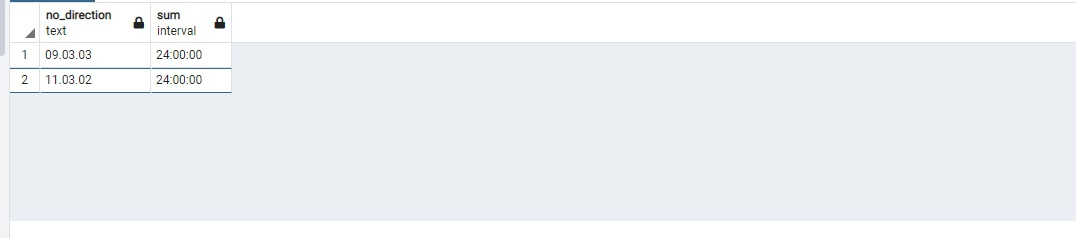 no_direction sum
text interval
1 09.03.03 24:00:00
2 11.03.02 24:00:00